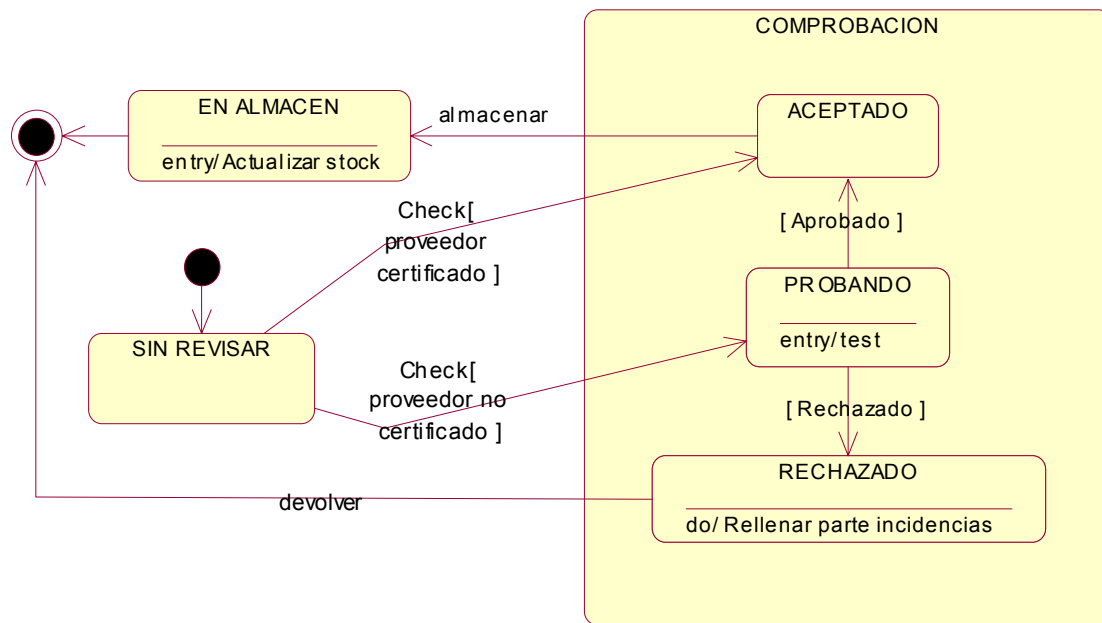 COMPROBACION
EN ALMACEN
entry/Actualizar stock
almacenar
ACEPTADO
Check[
proveedor
certificado ]
[ Aprobado ]
PROBANDO
entry/test
SIN REVISAR
Check[
proveedor no
certificado ]
[ Rechazado ]
RECHAZADO
do/ Rellenar parte incidencias
devolver